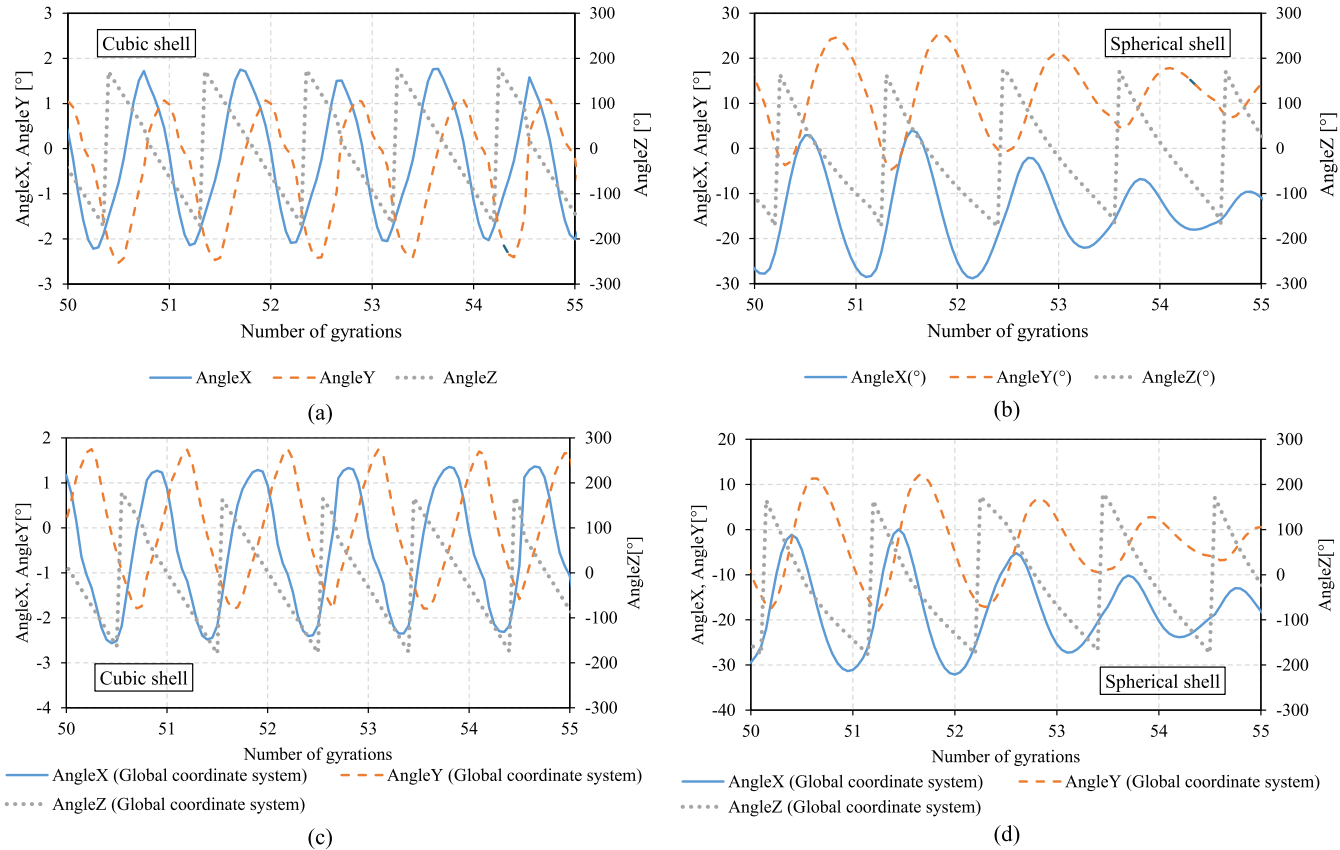 Cubic shell
3
2
1
0
-1
-2
-3
AngleX, AngleY [°]
300
200
100
0
-100
-200
-300
AngleZ [°]
50 51 52 53 54 55
Number of gyrations
AngleX AngleY AngleZ
(a)
Spherical shell
30
20
10
0
-10
-20
-30
AngleX, AngleY [°]
300
200
100
0
-100
-200
-300
AngleZ [°]
50 51 52 53 54 55
Number of gyrations
AngleX(°) AngleY(°) AngleZ(°)
(b)
2
1
0
-1
-2
-3
-4
AngleX, AngleY[°]
300
200
100
0
-100
-200
-300
AngleZ[°]
Cubic shell
50 51 52 53 54 55
Number of gyrations
AngleX (Global coordinate system) AngleY (Global coordinate system)
AngleZ (Global coordinate system)
(c)
20
10
0
-10
-20
-30
-40
AngleX, AngleY[°]
300
200
100
0
-100
-200
-300
AngleZ[°]
Spherical shell
50 51 52 53 54 55
Number of gyrations
AngleX (Global coordinate system) AngleY (Global coordinate system)
AngleZ (Global coordinate system)
(d)